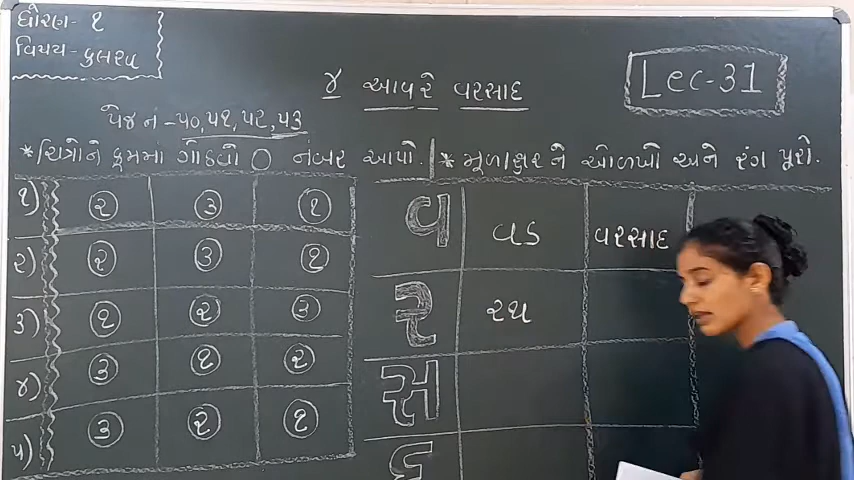 ધોરણ- ૧
વિષય- કલરવ
Lec-31
૪ આવ રે વરસાદ
પેજ નં -૫૦,૫૧,૫૨,૫૩
* ચિત્રોને ક્રમમાં ગોઠવી ○ નંબર આપો.
* મૂળાક્ષર ને ઓળખો અને રંગ પૂરો.
૧) ૨ ૩ ૧
૨) ૨ ૩ ૧
૩) ૧ ૨ ૩
૪) ૩ ૧ ૨
૫) ૩ ૨ ૧
વ વડ વરસાદ
ર રથ
સ
દ